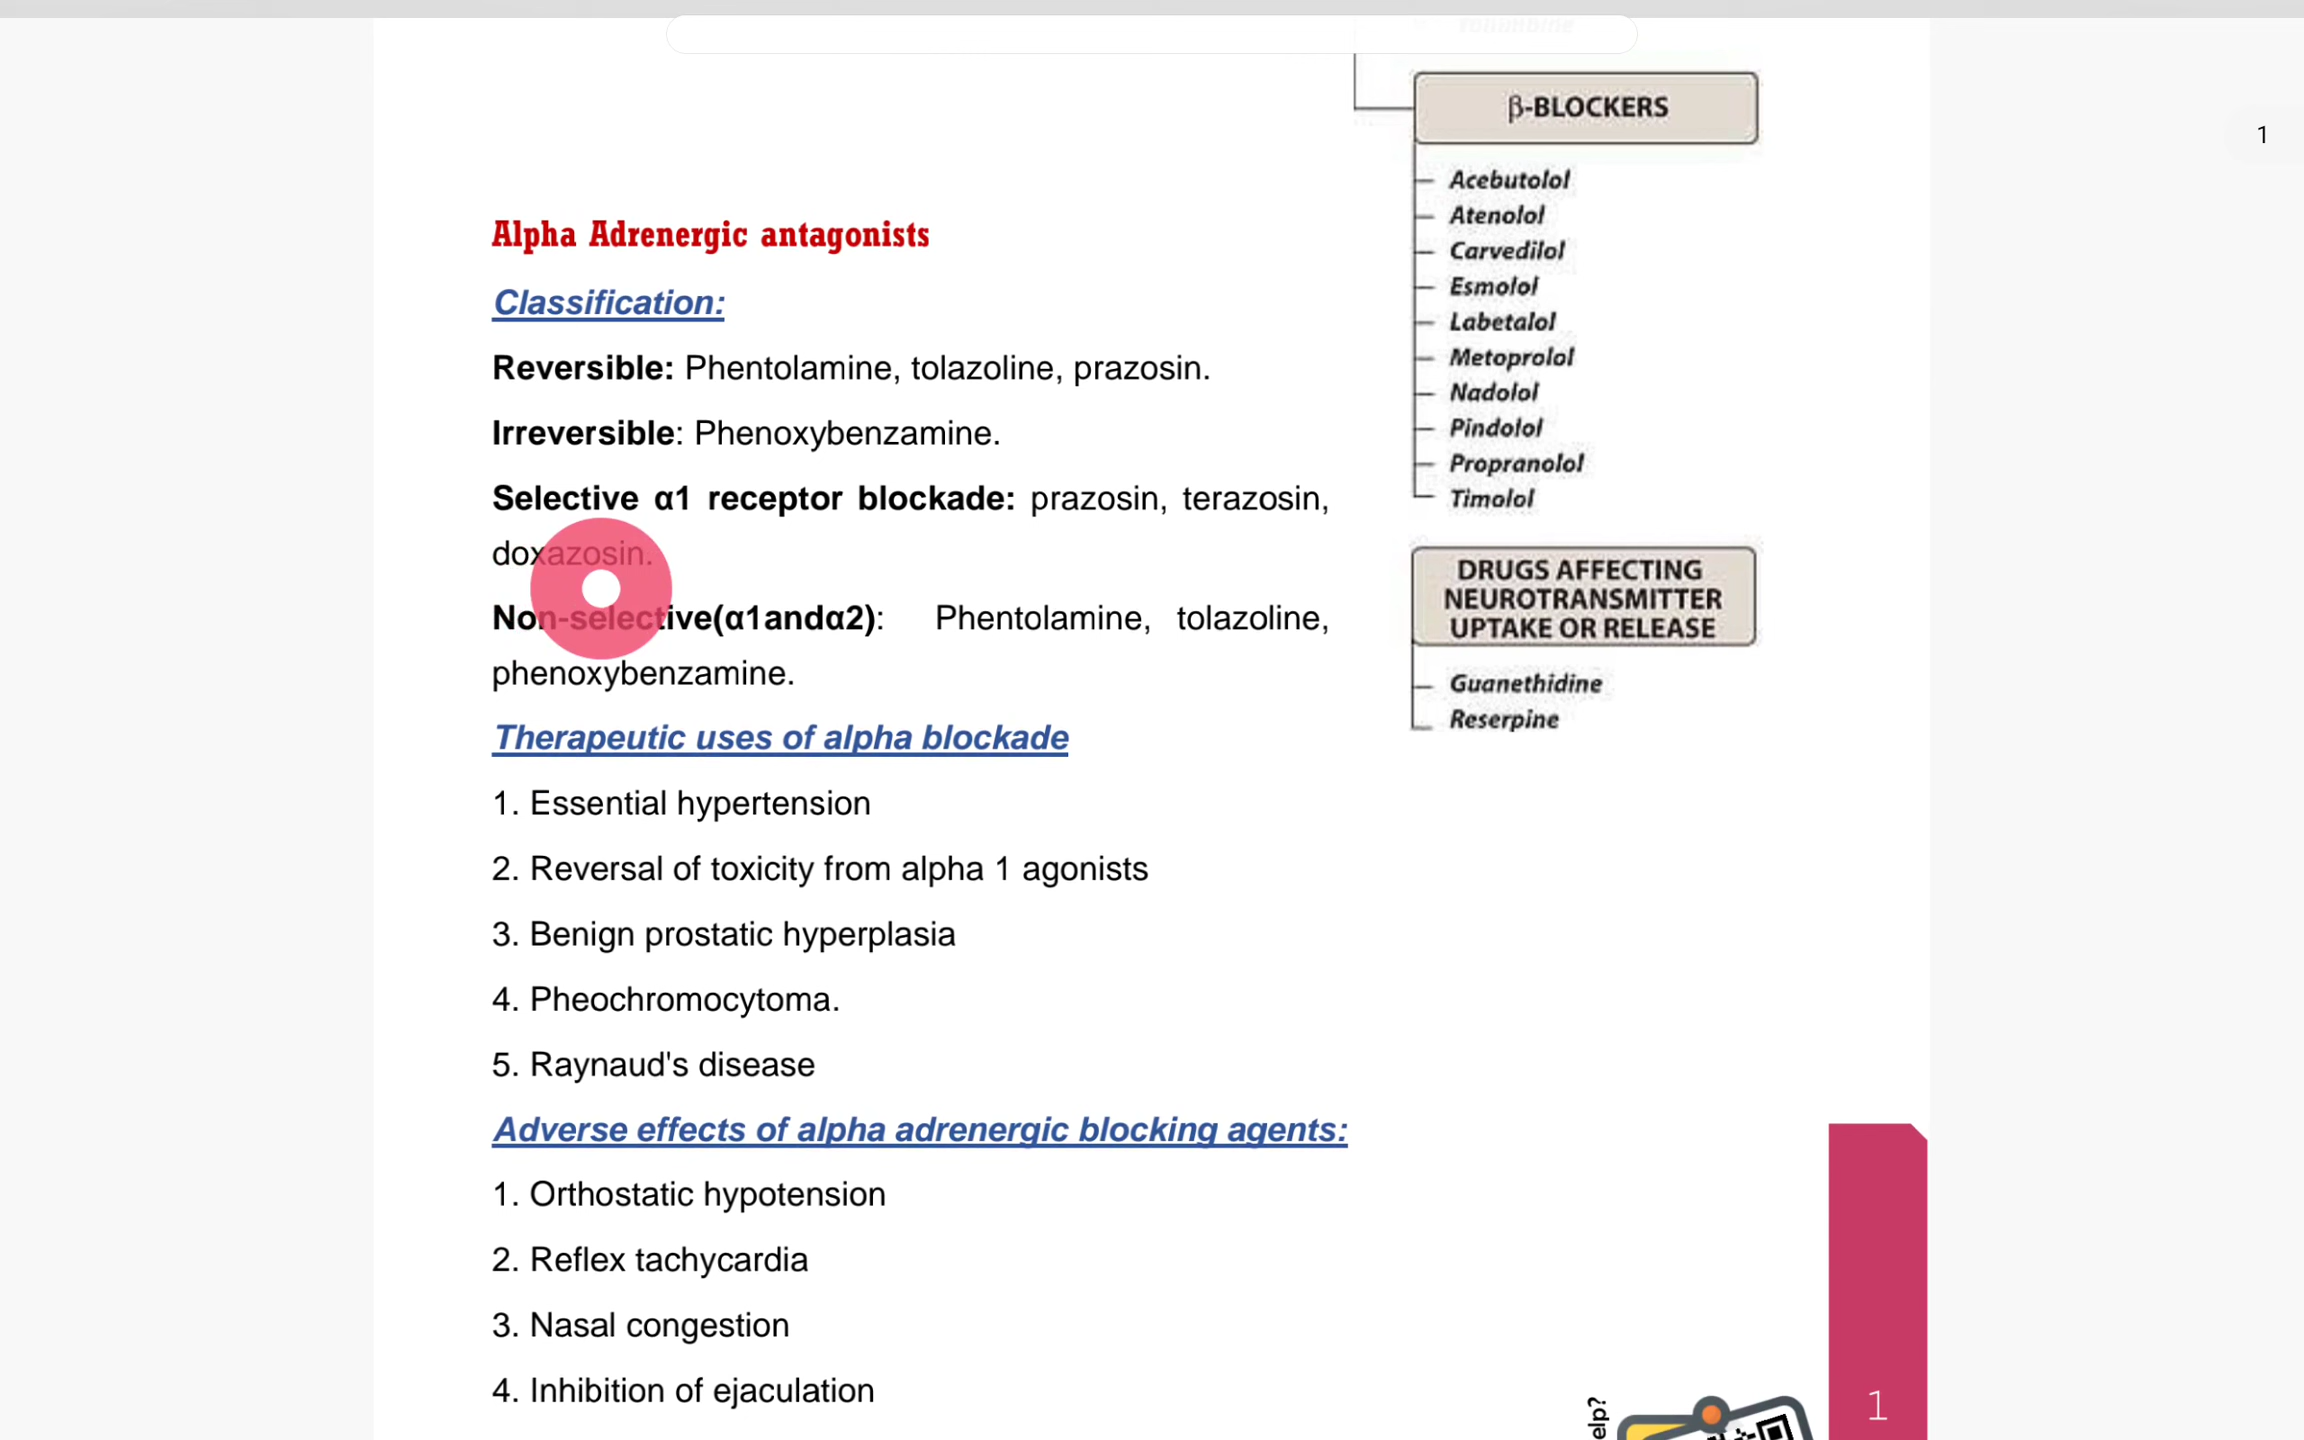 Alpha Adrenergic antagonists
Classification:
Reversible: Phentolamine, tolazoline, prazosin.
Irreversible: Phenoxybenzamine.
Selective α1 receptor blockade: prazosin, terazosin,
doxazosin.
Non-selective(α1andα2): Phentolamine, tolazoline,
phenoxybenzamine.
Therapeutic uses of alpha blockade
1. Essential hypertension
2. Reversal of toxicity from alpha 1 agonists
3. Benign prostatic hyperplasia
4. Pheochromocytoma.
5. Raynaud's disease
Adverse effects of alpha adrenergic blocking agents:
1. Orthostatic hypotension
2. Reflex tachycardia
3. Nasal congestion
4. Inhibition of ejaculation
β-BLOCKERS
Acebutolol
Atenolol
Carvedilol
Esmolol
Labetalol
Metoprolol
Nadolol
Pindolol
Propranolol
Timolol
DRUGS AFFECTING
NEUROTRANSMITTER
UPTAKE OR RELEASE
Guanethidine
Reserpine
1
elp?
1